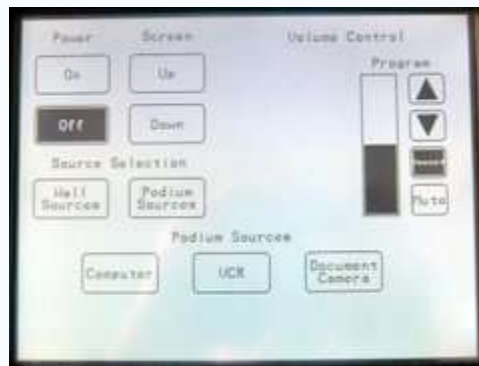 Power
Screen
Volume Control
Program
On
Up
Off
Down
Source Selection
Mute
Wall
Sources
Podium
Sources
Podium Sources
Computer
VCR
Document
Camera